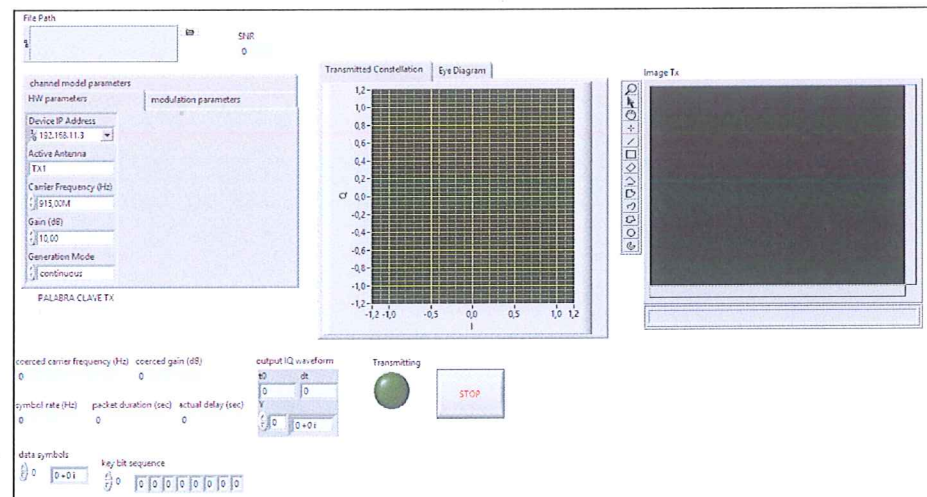 File Path
SNR
0
channel model parameters
HW parameters
modulation parameters
Device IP Address
192.168.11.3
Active Antenna
TX1
Carrier Frequency (Hz)
915,00M
Gain (dB)
10,00
Generation Mode
continuous
PALABRA CLAVE TX
Transmitted Constellation
Eye Diagram
1,2
1,0
0,8
0,6
0,4
0,2
0,0
-0,2
-0,4
-0,6
-0,8
-1,0
-1,2
Q
-1,2 -1,0 -0,5 0,0 0,5 1,0 1,2
I
Image Tx
coerced carrier frequency (Hz) coerced gain (dB)
0 0
symbol rate (Hz) packet duration (sec) actual delay (sec)
0 0 0
output IQ waveform
t0 dt
0 0
Y
0 0 +0 i
Transmitting
STOP
data symbols
0 0 +0 i
key bit sequence
0 0 0 0 0 0 0 0 0